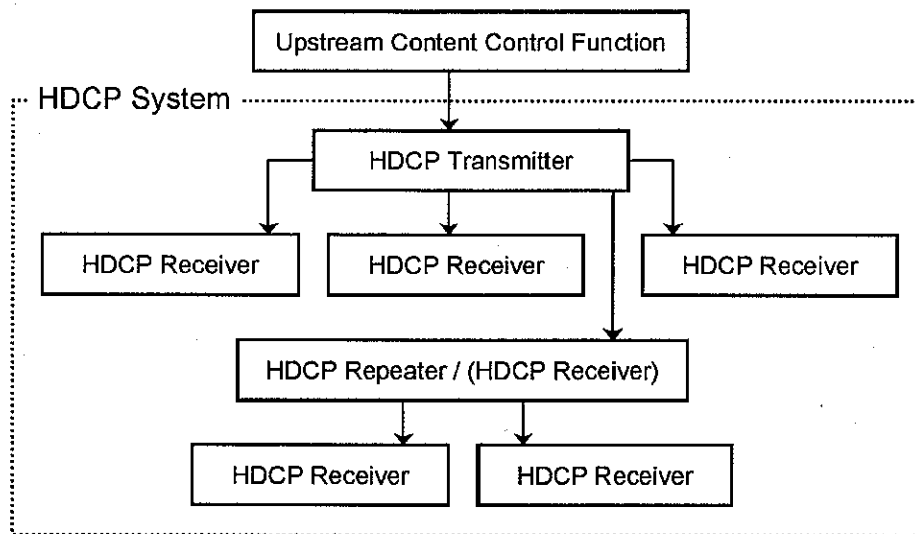 Upstream Content Control Function
HDCP System
HDCP Transmitter
HDCP Receiver
HDCP Receiver
HDCP Receiver
HDCP Repeater / (HDCP Receiver)
HDCP Receiver
HDCP Receiver